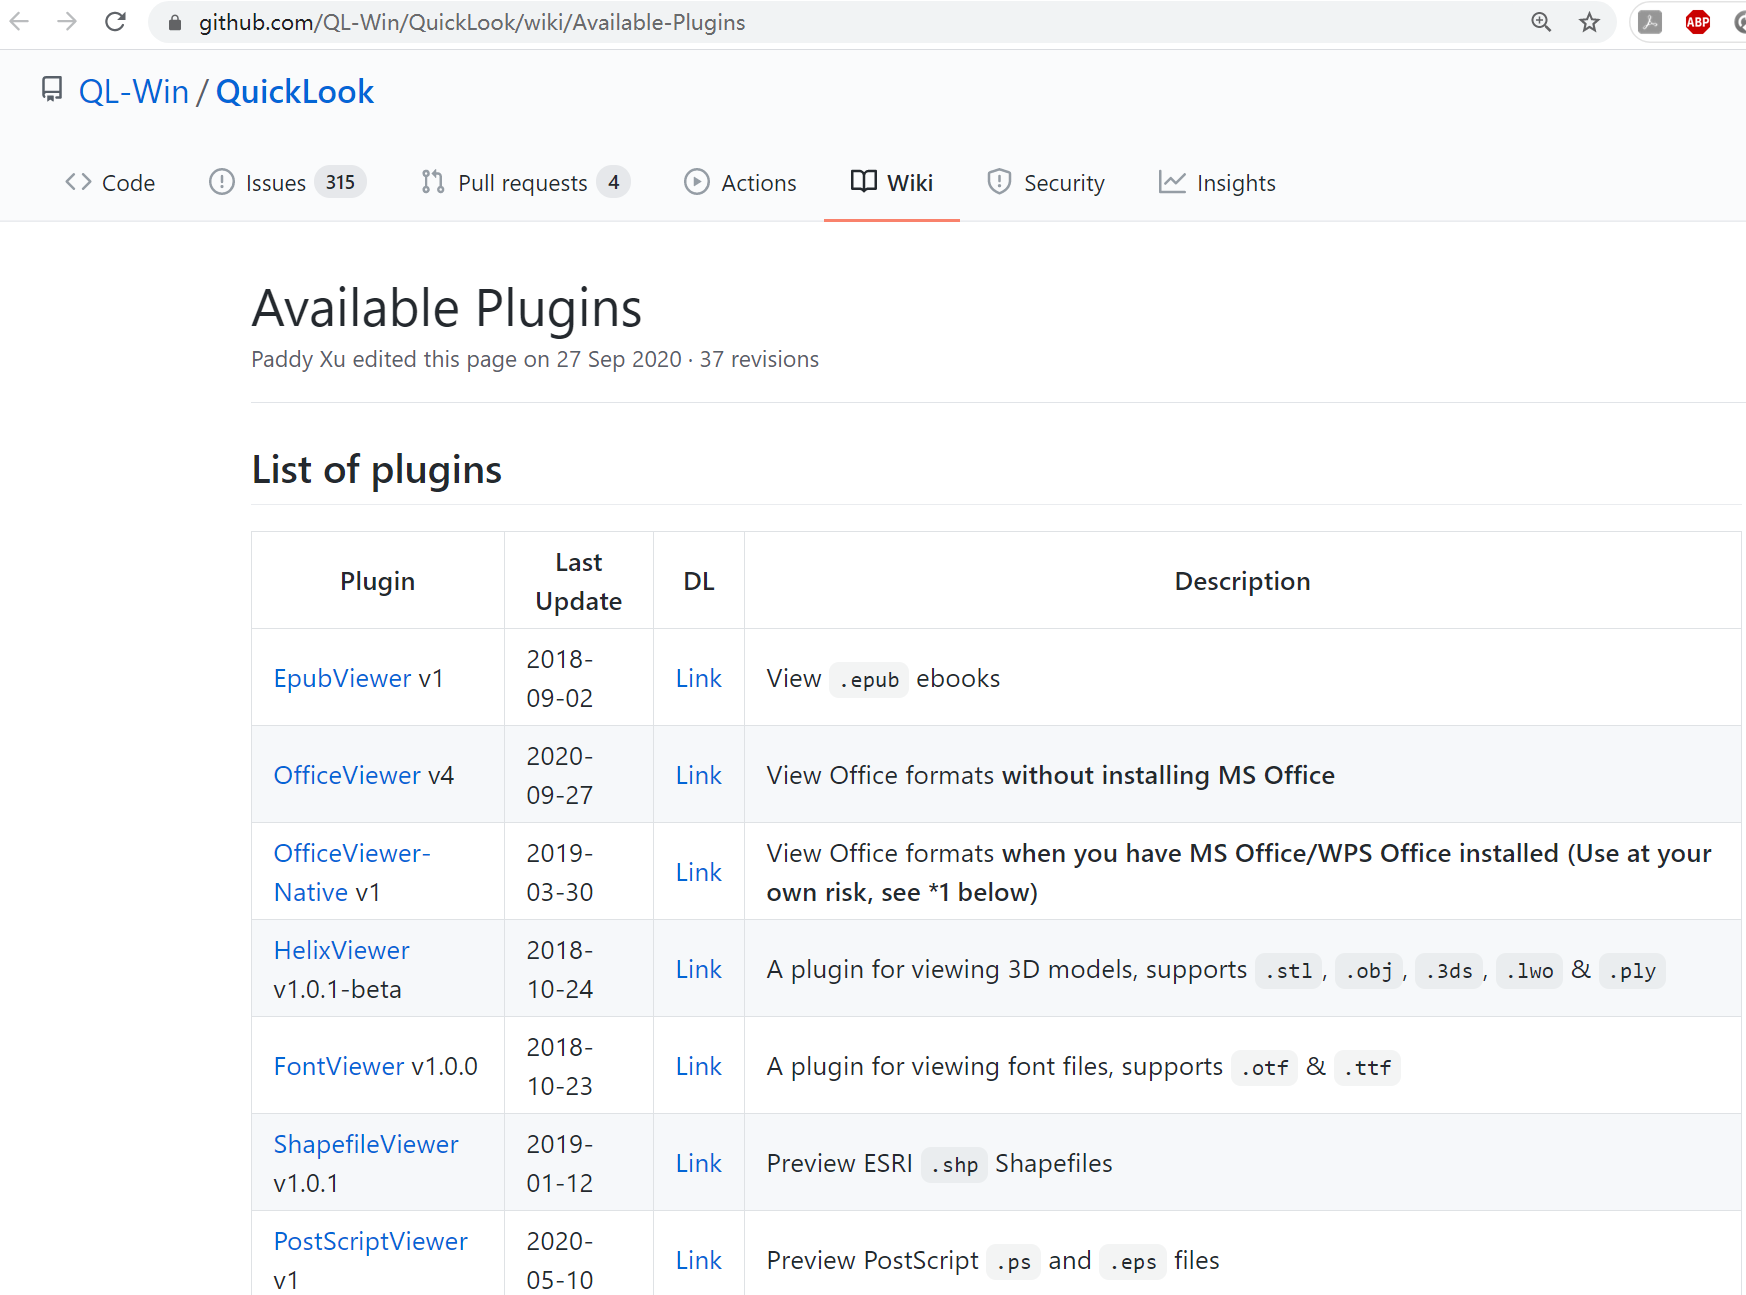 github.com/QL-Win/QuickLook/wiki/Available-Plugins
ABP
QL-Win / QuickLook
Code
Issues 315
Pull requests 4
Actions
Wiki
Security
Insights
Available Plugins
Paddy Xu edited this page on 27 Sep 2020 · 37 revisions
List of plugins
Plugin
Last
Update
DL
Description
EpubViewer v1
2018-
09-02
Link
View .epub ebooks
OfficeViewer v4
2020-
09-27
Link
View Office formats without installing MS Office
OfficeViewer-
Native v1
2019-
03-30
Link
View Office formats when you have MS Office/WPS Office installed (Use at your
own risk, see *1 below)
HelixViewer
v1.0.1-beta
2018-
10-24
Link
A plugin for viewing 3D models, supports .stl, .obj, .3ds, .lwo & .ply
FontViewer v1.0.0
2018-
10-23
Link
A plugin for viewing font files, supports .otf & .ttf
ShapefileViewer
v1.0.1
2019-
01-12
Link
Preview ESRI .shp Shapefiles
PostScriptViewer
v1
2020-
05-10
Link
Preview PostScript .ps and .eps files